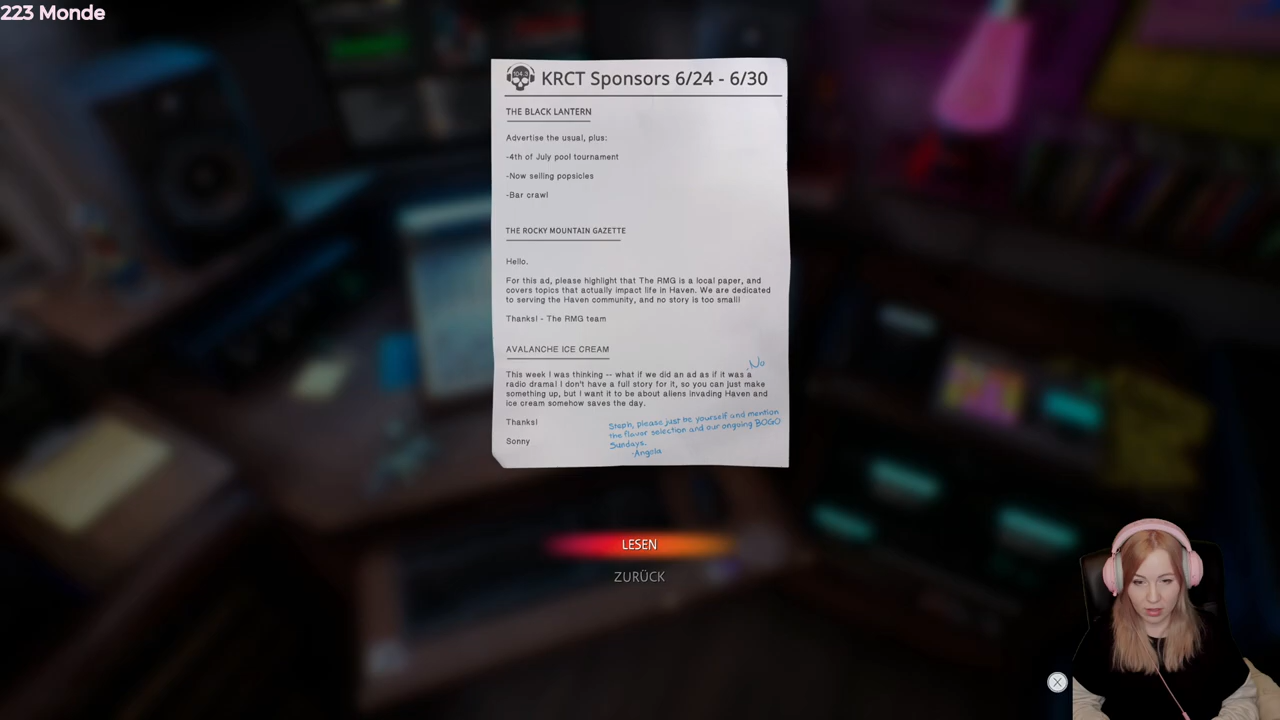 223 Monde
KRCT Sponsors 6/24 - 6/30
THE BLACK LANTERN
Advertise the usual, plus:
-4th of July pool tournament
-Now selling popsicles
-Bar crawl
THE ROCKY MOUNTAIN GAZETTE
Hello.
For this ad, please highlight that The RMG is a local paper, and
covers topics that actually impact life in Haven. We are dedicated
to serving the Haven community, and no story is too small!
Thanks! - The RMG team
AVALANCHE ICE CREAM
No
This week I was thinking -- what if we did an ad as if it was a
radio drama! I don't have a full story for it, so you can just make
something up, but I want it to be about aliens invading Haven and
ice cream somehow saves the day.
Thanks!
Sonny
Steph, please just be yourself and mention
the flavor selection and our ongoing BOGO
Sundays.
-Angela
LESEN
ZURÜCK